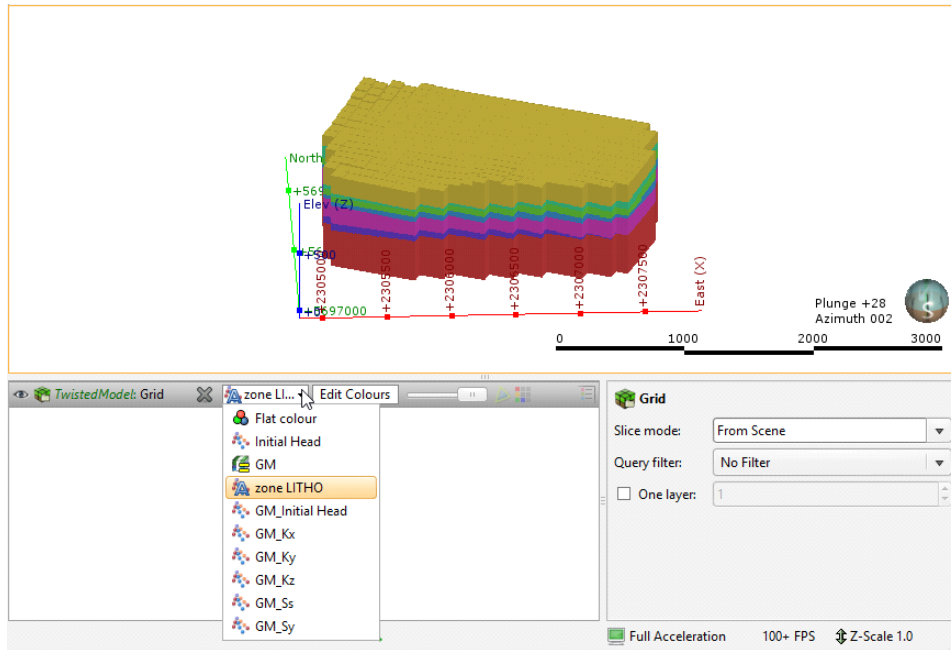 North
+569
Elev (Z)
+500
+2305000
+2305500
+2306000
+2306500
+2307000
+2307500
East (X)
Plunge +28
Azimuth 002
0 1000 2000 3000
TwistedModel: Grid
zone LI...
Edit Colours
Flat colour
Initial Head
GM
zone LITHO
GM_Initial Head
GM_Kx
GM_Ky
GM_Kz
GM_Ss
GM_Sy
Grid
Slice mode: From Scene
Query filter: No Filter
One layer: 1
Full Acceleration 100+ FPS Z-Scale 1.0